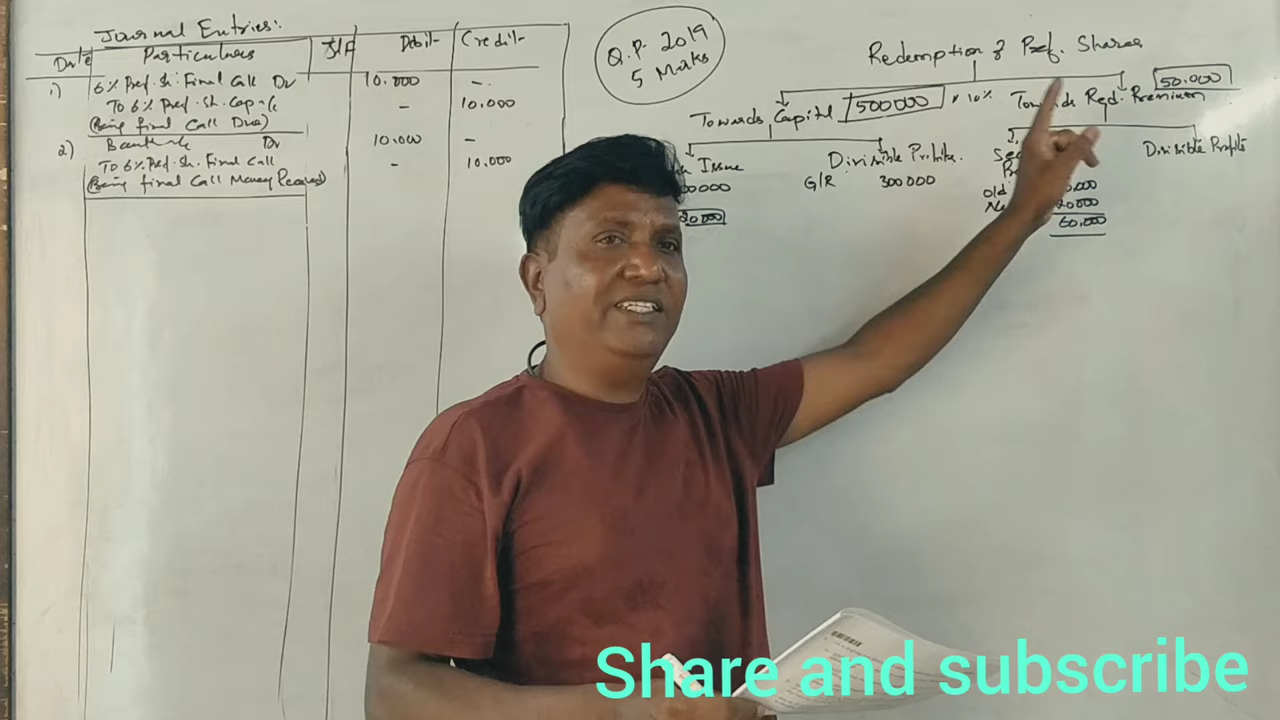 Journal Entries:
Date Particulars J/F Debit- Credit-
1) 6% Pref. Sh. Final Call Dr 10.000 -.
To 6% Pref. Sh. Cap A/c - 10.000
(Being final Call Due)
2) Bank A/c Dr 10.000
To 6% Pref. Sh. Final Call - 10.000
(Being final Call Money Received)
Q.P. 2019
5 Marks
Redemption of Pref. Shares
Towards Capital 500000 x 10%
Towards Red. Premium 50.000
Issue
Divisible Profits.
G/R 300000
20000
Divisible Profits
Old
20000
60,000
Share and subscribe